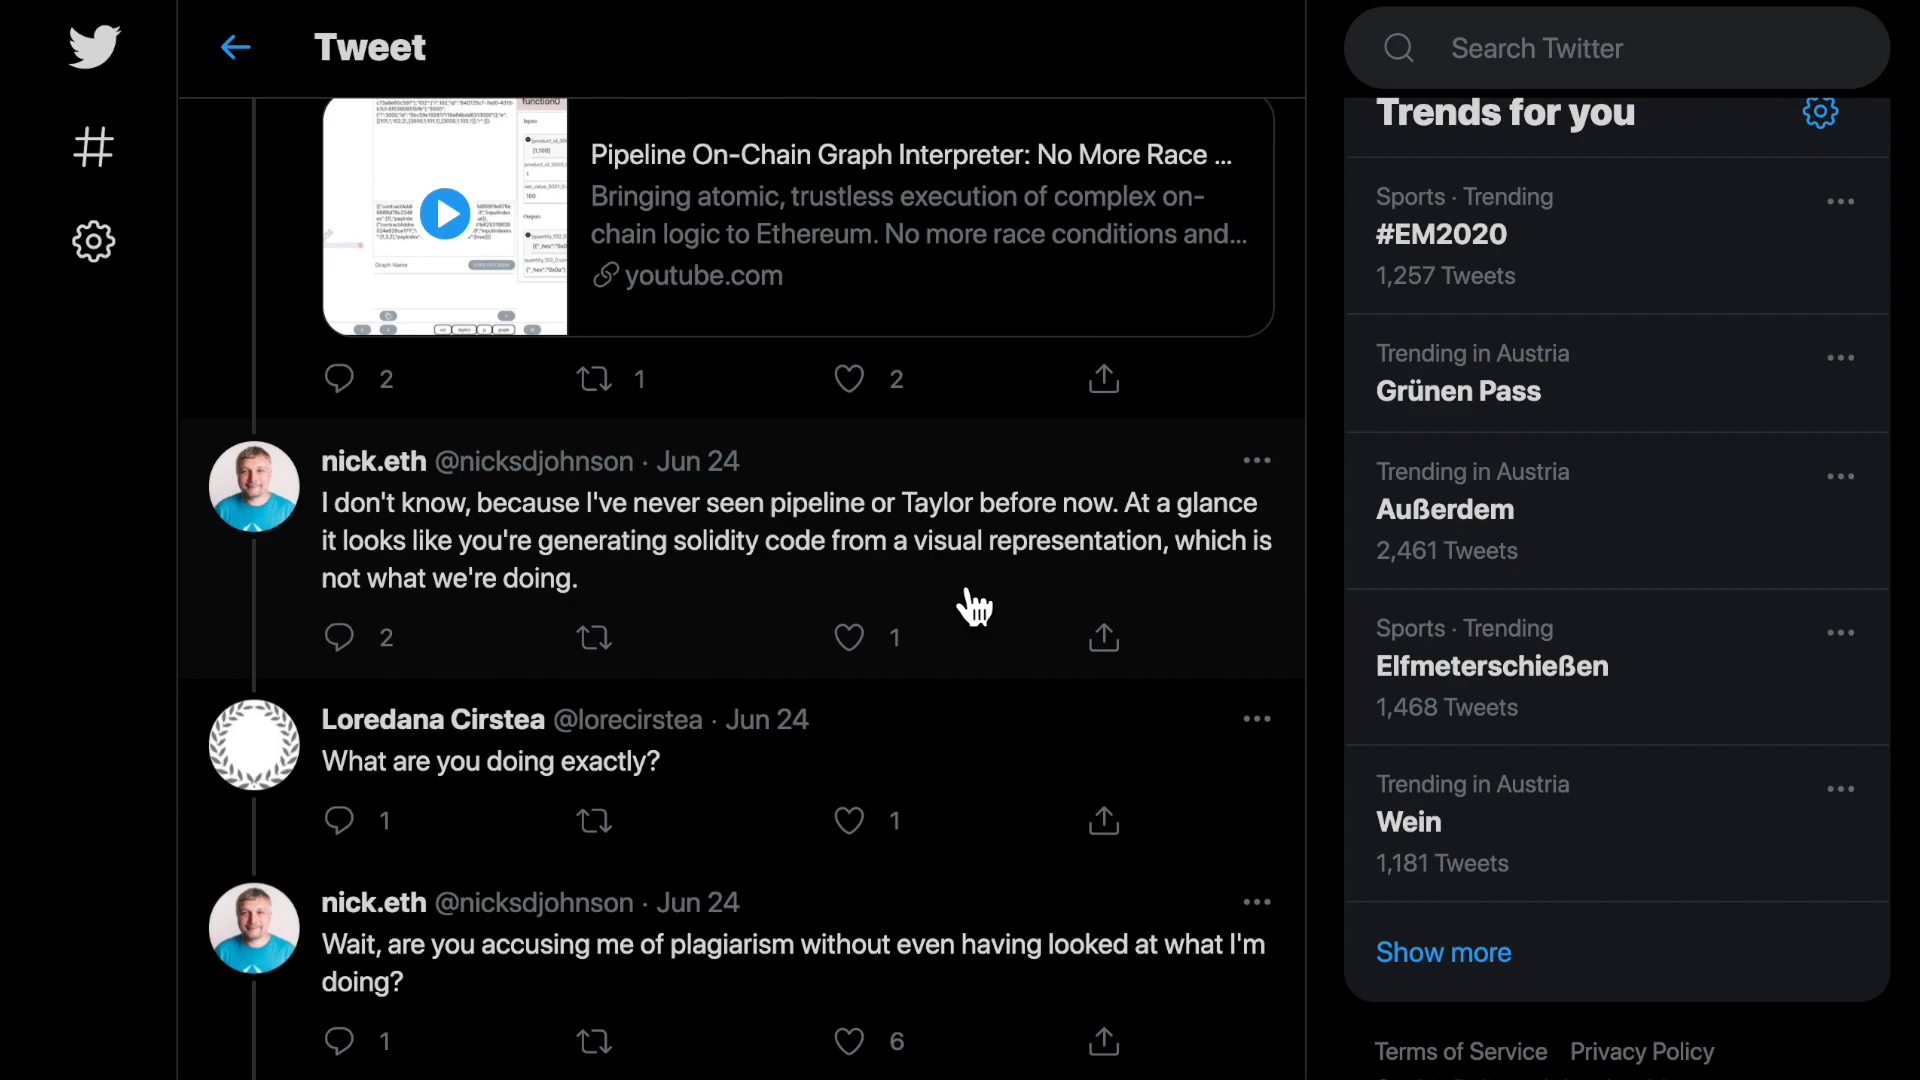 Tweet
Search Twitter
function()
Pipeline On-Chain Graph Interpreter: No More Race ...
Bringing atomic, trustless execution of complex on-
chain logic to Ethereum. No more race conditions and...
youtube.com
Graph Name
2 1 2
nick.eth @nicksdjohnson · Jun 24
I don't know, because I've never seen pipeline or Taylor before now. At a glance
it looks like you're generating solidity code from a visual representation, which is
not what we're doing.
2 1
Loredana Cirstea @lorecirstea · Jun 24
What are you doing exactly?
1 1
nick.eth @nicksdjohnson · Jun 24
Wait, are you accusing me of plagiarism without even having looked at what I'm
doing?
1 6
Trends for you
Sports · Trending
#EM2020
1,257 Tweets
Trending in Austria
Grünen Pass
Trending in Austria
Außerdem
2,461 Tweets
Sports · Trending
Elfmeterschießen
1,468 Tweets
Trending in Austria
Wein
1,181 Tweets
Show more
Terms of Service Privacy Policy